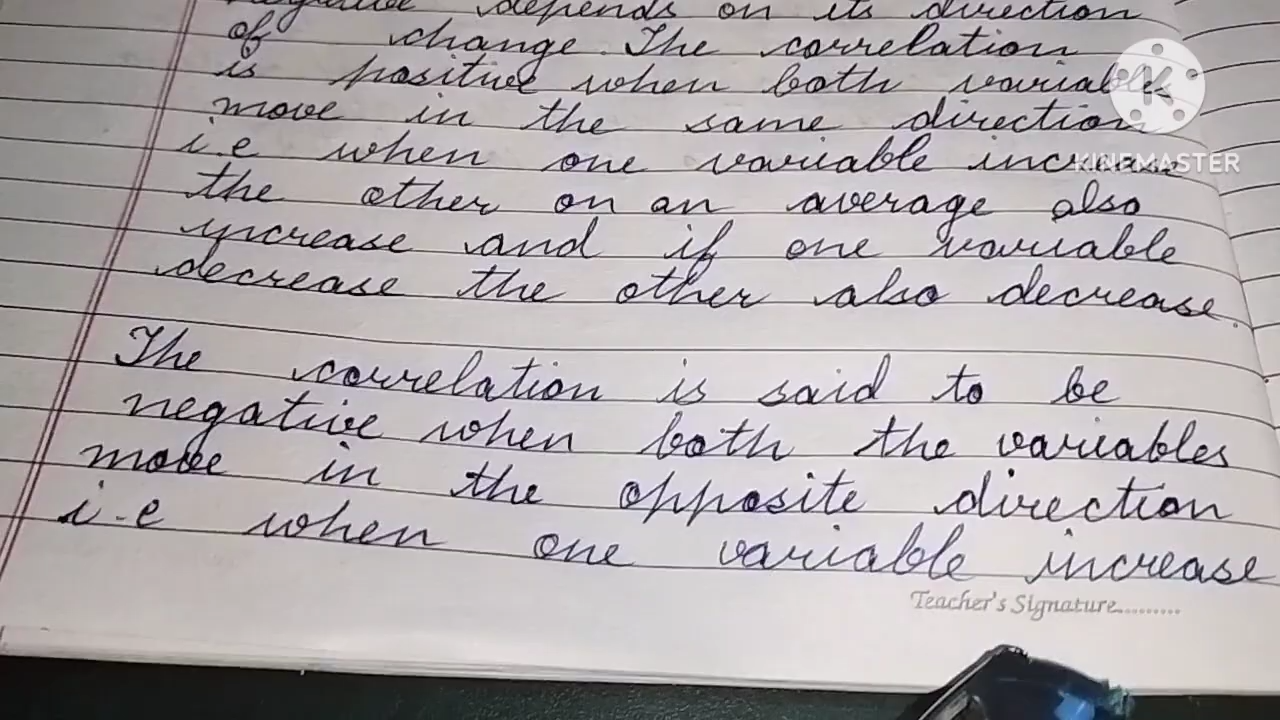 negative depends on its direction
of change. The correlation
is positive when both variables
move in the same direction
i.e when one variable increase
the other on an average also
increase and if one variable
decrease the other also decrease.
The correlation is said to be
negative when both the variables
move in the opposite direction
i.e when one variable increase
Teacher's Signature.........
K
KINEMASTER